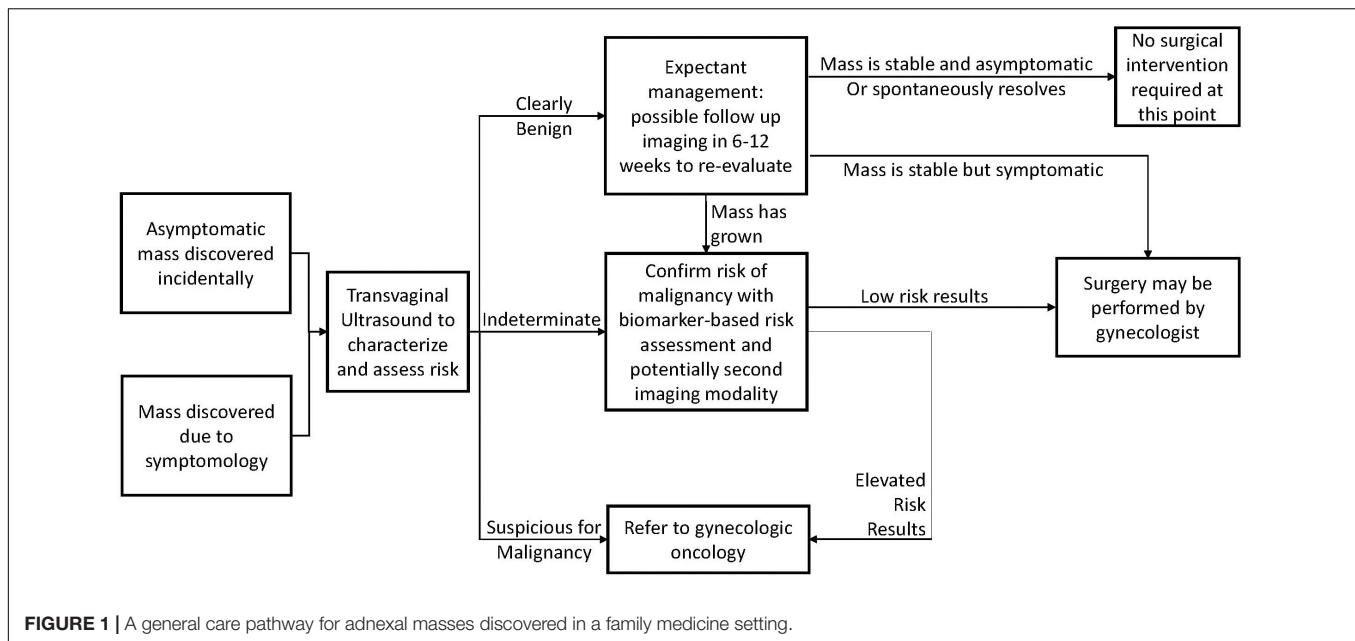 Asymptomatic
mass discovered
incidentally
Mass discovered
due to
symptomology
Transvaginal
Ultrasound to
characterize
and assess risk
Clearly
Benign
Indeterminate
Suspicious for
Malignancy
Expectant
management:
possible follow up
imaging in 6-12
weeks to re-evaluate
Mass has
grown
Confirm risk of
malignancy with
biomarker-based risk
assessment and
potentially second
imaging modality
Refer to gynecologic
oncology
Mass is stable and asymptomatic
Or spontaneously resolves
Mass is stable but symptomatic
Low risk results
Elevated
Risk
Results
No surgical
intervention
required at
this point
Surgery may be
performed by
gynecologist
FIGURE 1 | A general care pathway for adnexal masses discovered in a family medicine setting.